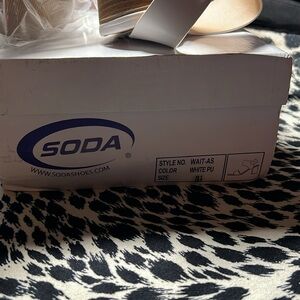 SODA
®
WWW.SODASHOES.COM
STYLE NO. WAIT-AS
COLOR WHITE PU
SIZE